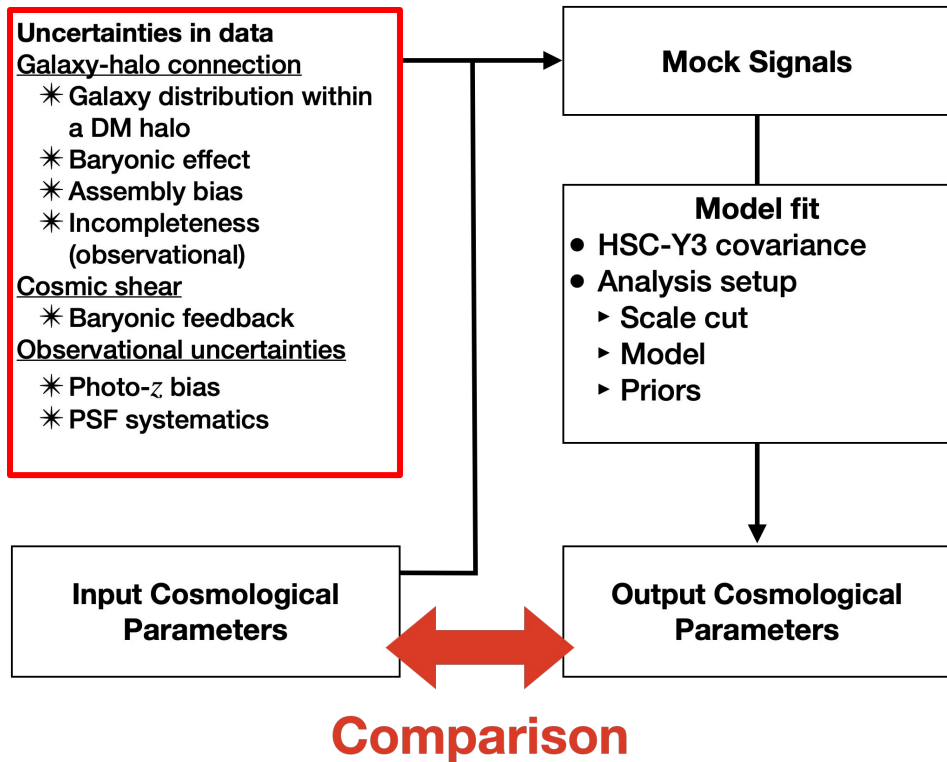 Uncertainties in data
Galaxy-halo connection
✴ Galaxy distribution within
a DM halo
✴ Baryonic effect
✴ Assembly bias
✴ Incompleteness
(observational)
Cosmic shear
✴ Baryonic feedback
Observational uncertainties
✴ Photo-z bias
✴ PSF systematics
Mock Signals
Model fit
• HSC-Y3 covariance
• Analysis setup
‣ Scale cut
‣ Model
‣ Priors
Input Cosmological
Parameters
Output Cosmological
Parameters
Comparison